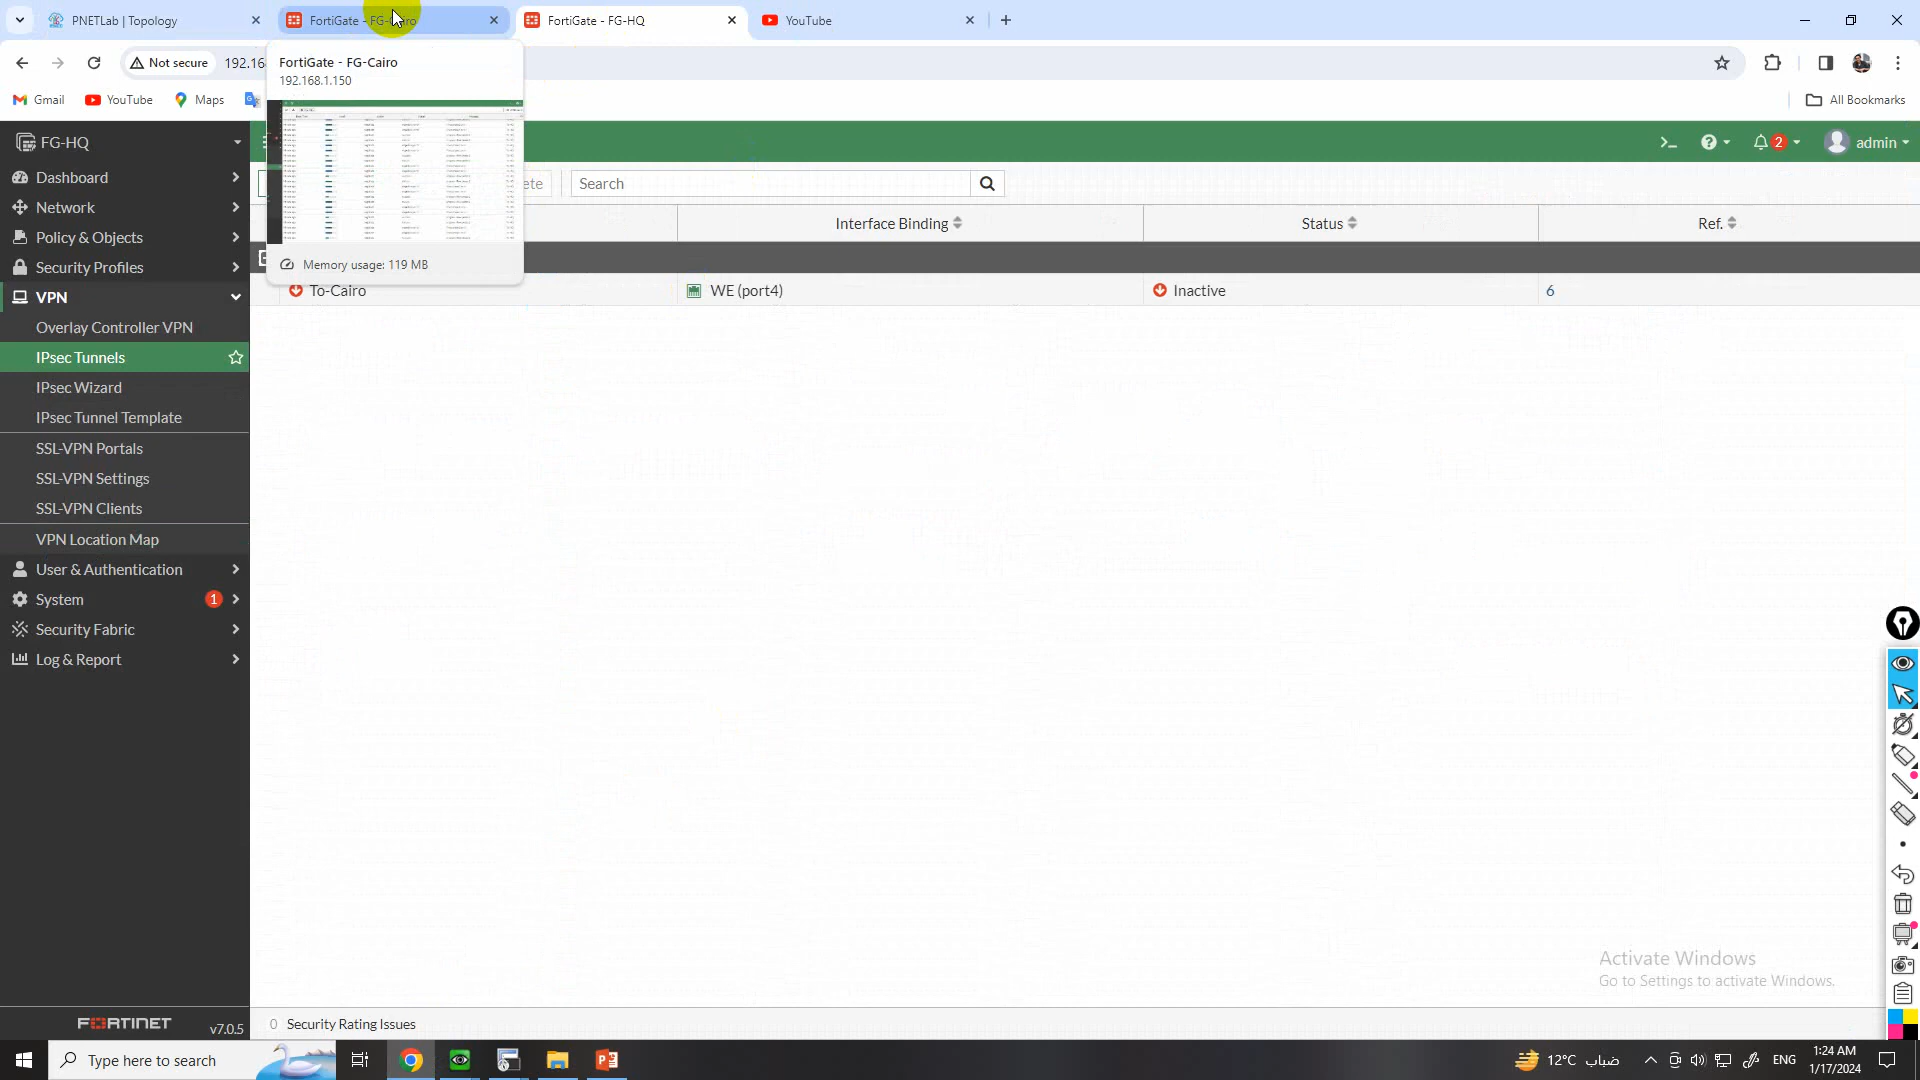 PNETLab | Topology
FortiGate - FG-Cairo
FortiGate - FG-HQ
YouTube
Not secure
192.16
Gmail
YouTube
Maps
All Bookmarks
FortiGate - FG-Cairo
192.168.1.150
Memory usage: 119 MB
FG-HQ
2
admin
Search
Interface Binding
Status
Ref.
To-Cairo
WE (port4)
Inactive
6
Dashboard
Network
Policy & Objects
Security Profiles
VPN
Overlay Controller VPN
IPsec Tunnels
IPsec Wizard
IPsec Tunnel Template
SSL-VPN Portals
SSL-VPN Settings
SSL-VPN Clients
VPN Location Map
User & Authentication
System
1
Security Fabric
Log & Report
Activate Windows
Go to Settings to activate Windows.
FORTINET
v7.0.5
0 Security Rating Issues
Type here to search
12°C ضباب
ENG
1:24 AM
1/17/2024